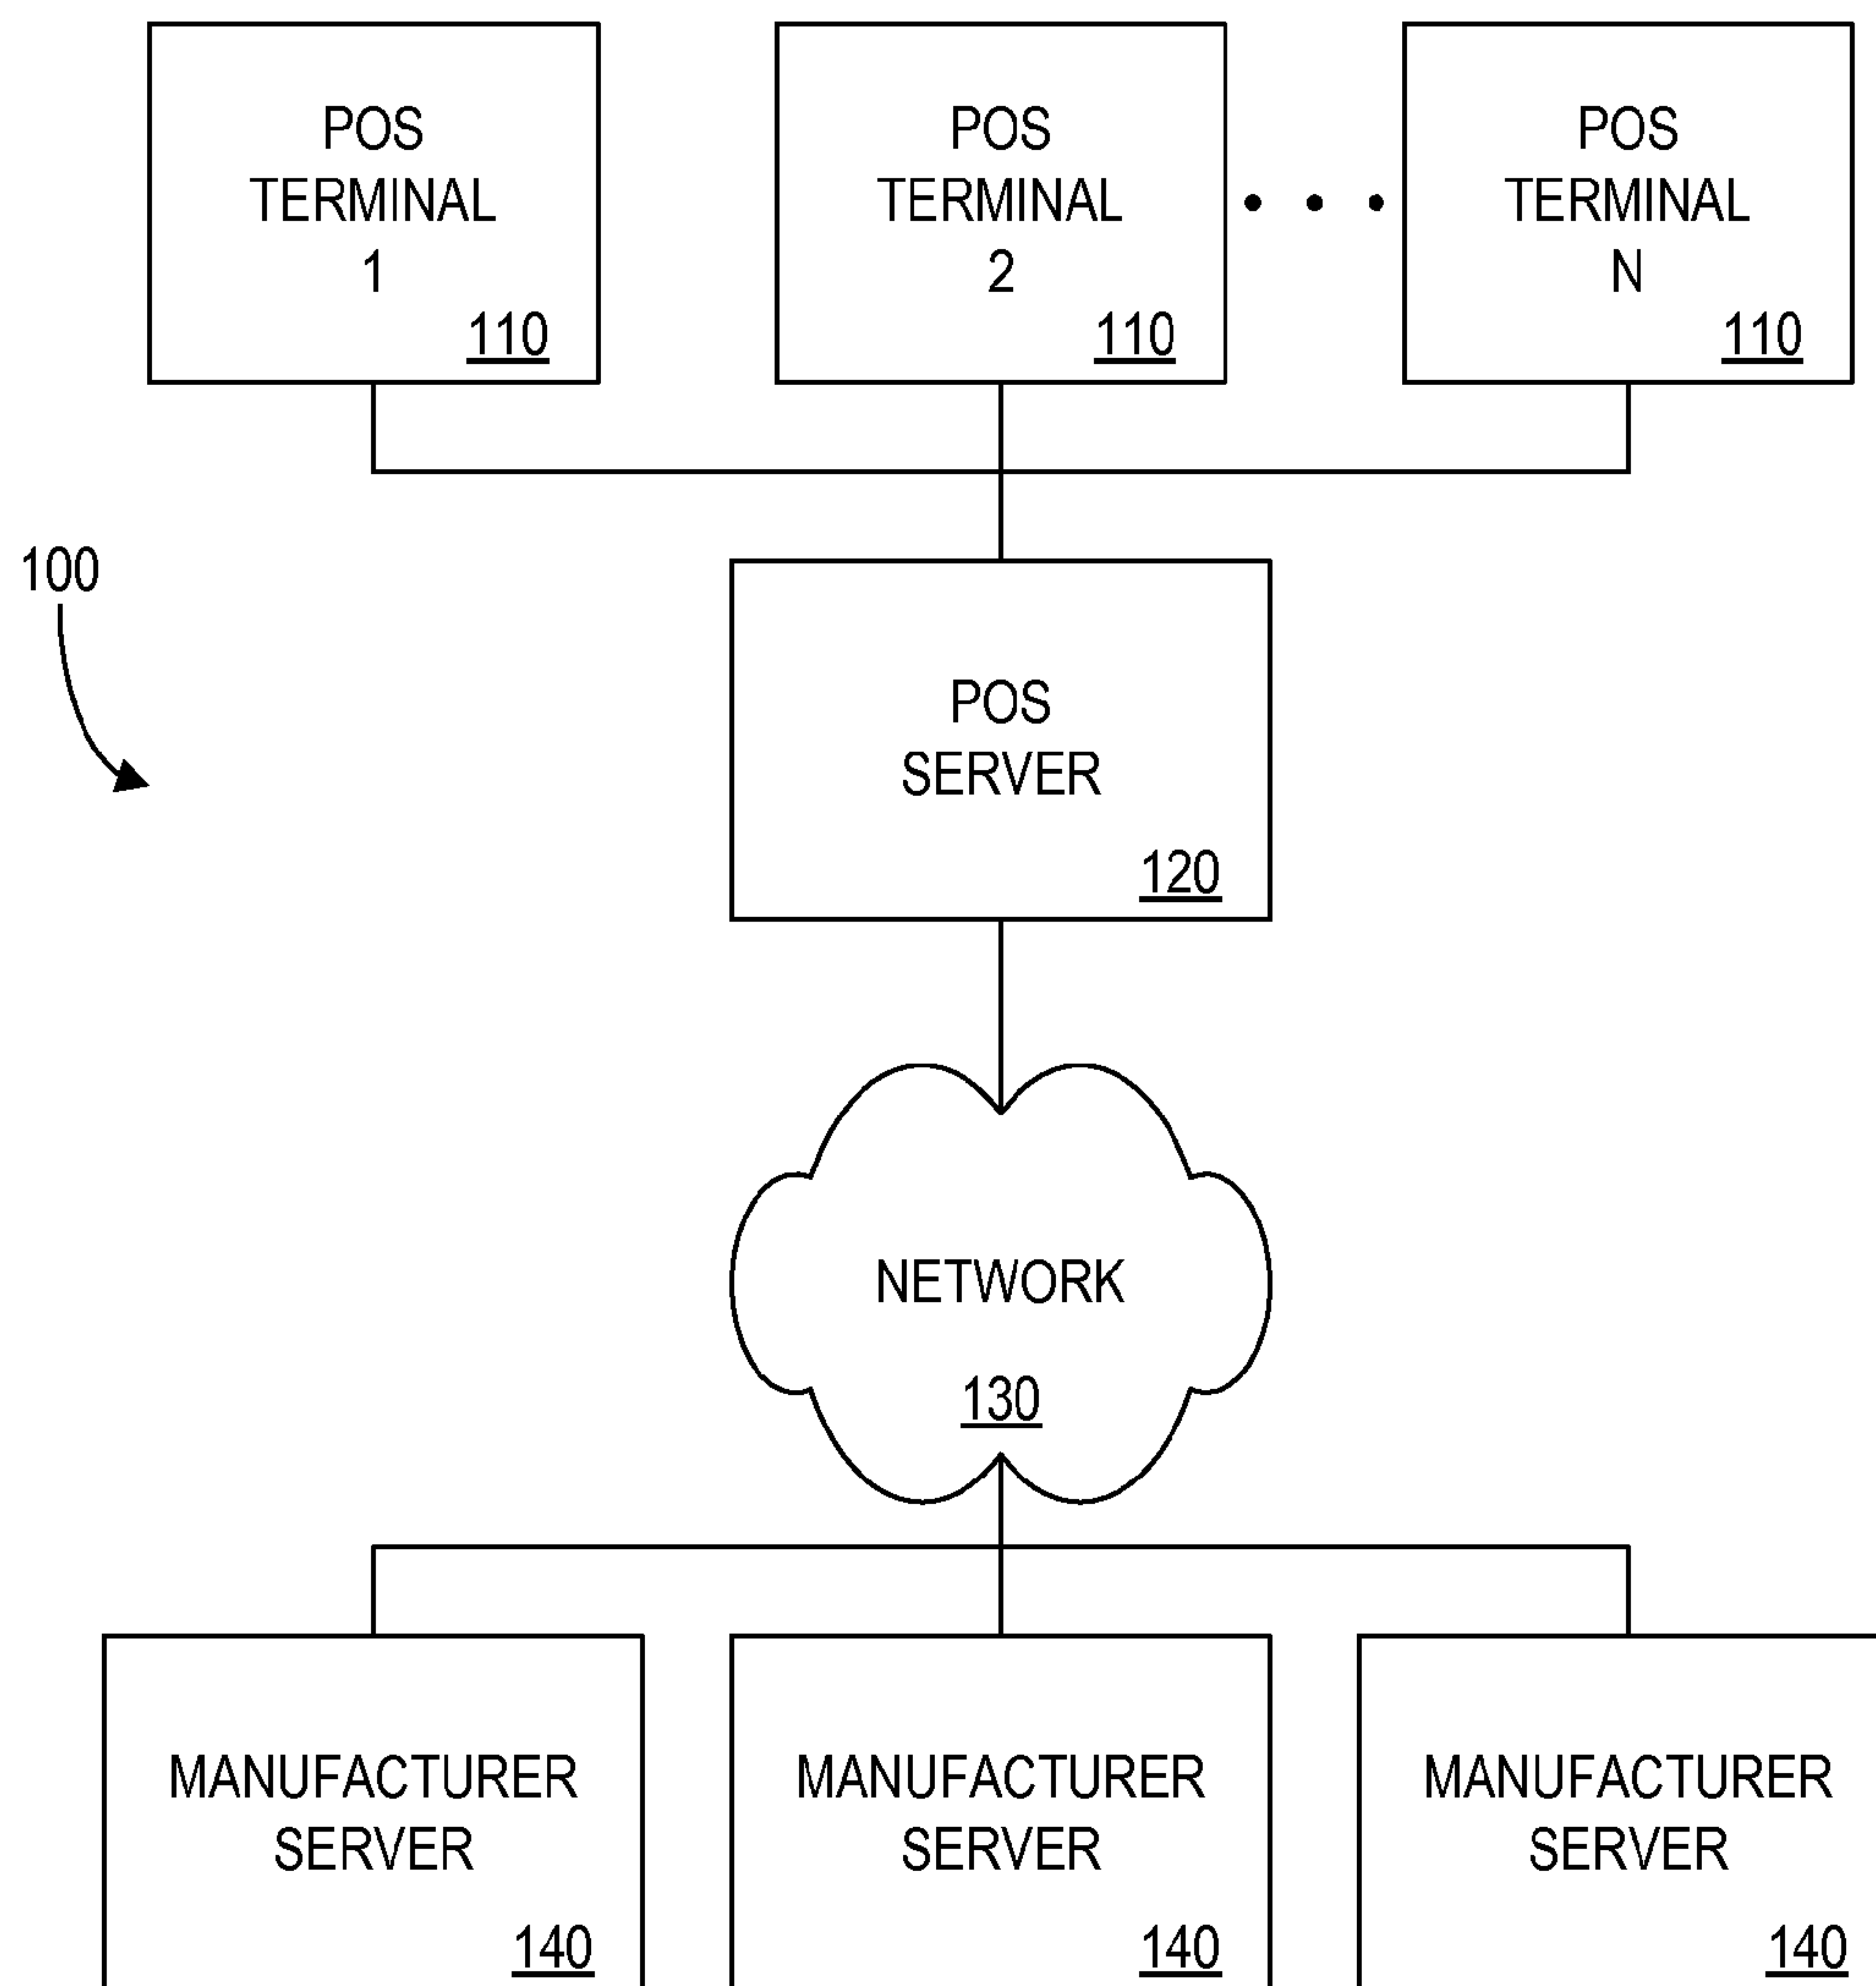 POS
TERMINAL
1
110
POS
TERMINAL
2
110
POS
TERMINAL
N
110
100
POS
SERVER
120
NETWORK
130
MANUFACTURER
SERVER
140
MANUFACTURER
SERVER
140
MANUFACTURER
SERVER
140